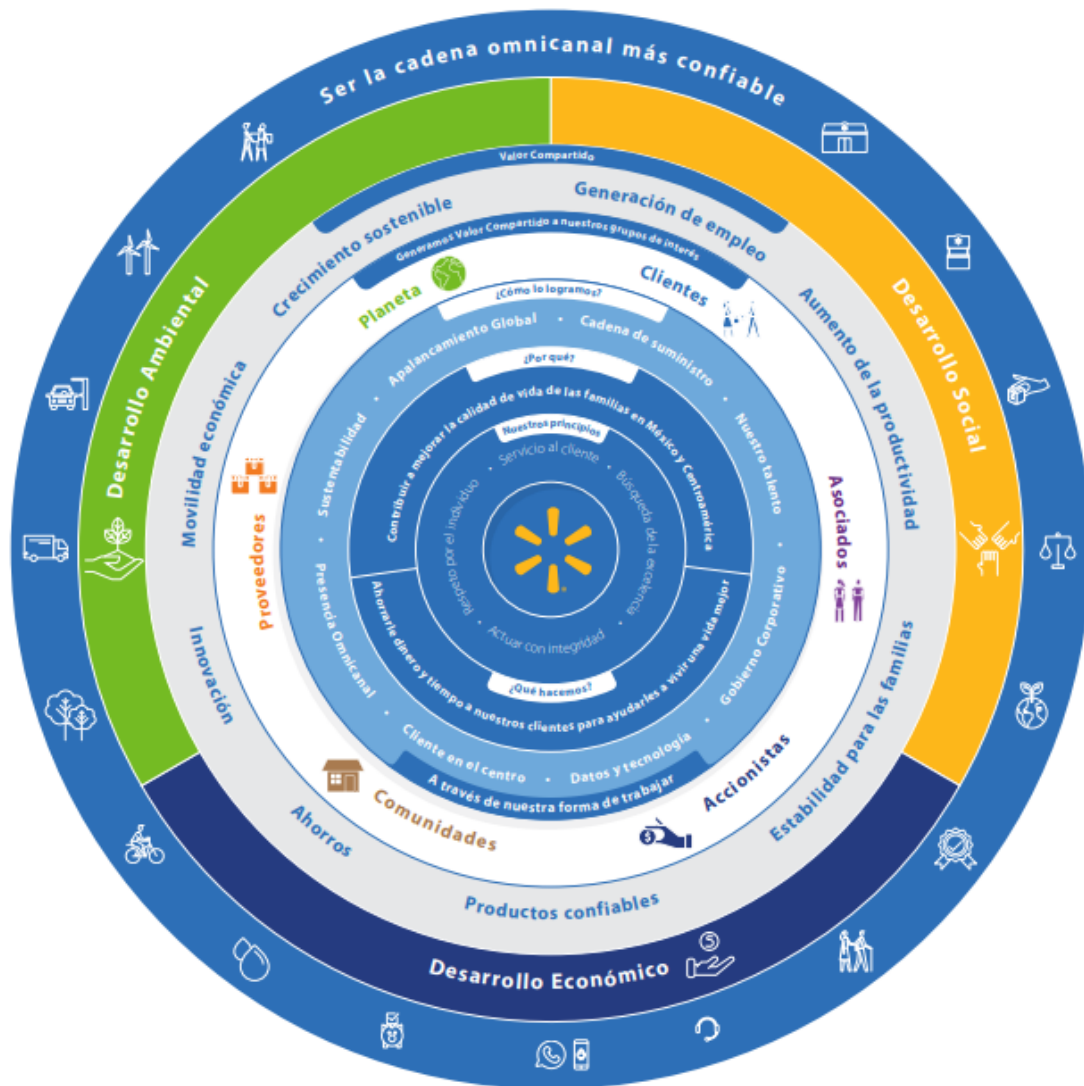 Ser la cadena omnicanal más confiable
Desarrollo Ambiental
Desarrollo Social
Desarrollo Económico
Valor Compartido
Crecimiento sostenible
Generación de empleo
Aumento de la productividad
Estabilidad para las familias
Productos confiables
Ahorros
Innovación
Movilidad económica
Generamos Valor Compartido a nuestros grupos de interés
Planeta
Clientes
Asociados
Accionistas
Comunidades
Proveedores
¿Cómo lo logramos?
Apalancamiento Global • Cadena de suministro • Nuestro talento • Gobierno Corporativo • Datos y tecnología • Cliente en el centro • Presencia Omnicanal • Sustentabilidad •
A través de nuestra forma de trabajar
¿Por qué?
Contribuir a mejorar la calidad de vida de las familias en México y Centroamérica
Nuestros principios
Servicio al cliente • Búsqueda de la excelencia • Actuar con integridad • Respeto por el individuo •
¿Qué hacemos?
Ahorrarle dinero y tiempo a nuestros clientes para ayudarles a vivir una vida mejor